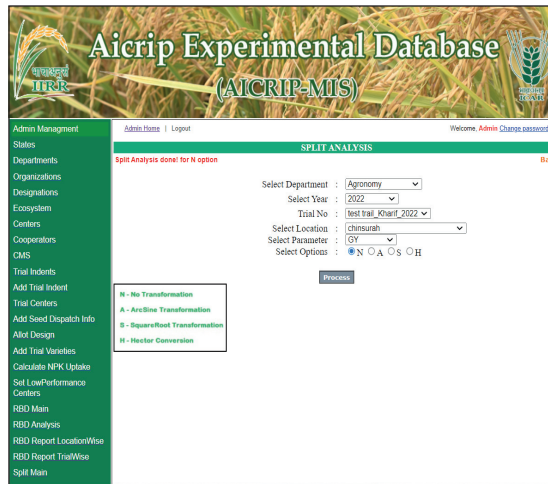 Aicrip Experimental Database
(AICRIP-MIS)
IIRR
ICAR
Admin Managment
States
Departments
Organizations
Designations
Ecosystem
Centers
Cooperators
CMS
Trial Indents
Add Trial Indent
Trial Centers
Add Seed Dispatch Info
Allot Design
Add Trial Varieties
Calculate NPK Uptake
Set LowPerformance
Centers
RBD Main
RBD Analysis
RBD Report LocationWise
RBD Report TrialWise
Split Main
Admin Home | Logout
Welcome, Admin Change password
SPLIT ANALYSIS
Split Analysis done! for N option
Ba
Select Department : Agronomy
Select Year : 2022
Trial No : test trail_Kharif_2022
Select Location : chinsurah
Select Parameter : GY
Select Options : N A S H
Process
N - No Transformation
A - ArcSine Transformation
S - SquareRoot Transformation
H - Hector Conversion